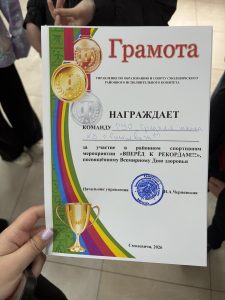 Грамота
УПРАВЛЕНИЕ ПО ОБРАЗОВАНИЮ И СПОРТУ СМОЛЕВИЧСКОГО
РАЙОННОГО ИСПОЛНИТЕЛЬНОГО КОМИТЕТА
НАГРАЖДАЕТ
КОМАНДУ
за участие в районном спортивном
мероприятии «ВПЕРЁД К РЕКОРДАМ!!!»,
посвящённому Всемирному Дню здоровья
Начальник управления
Смолевичи, 2026